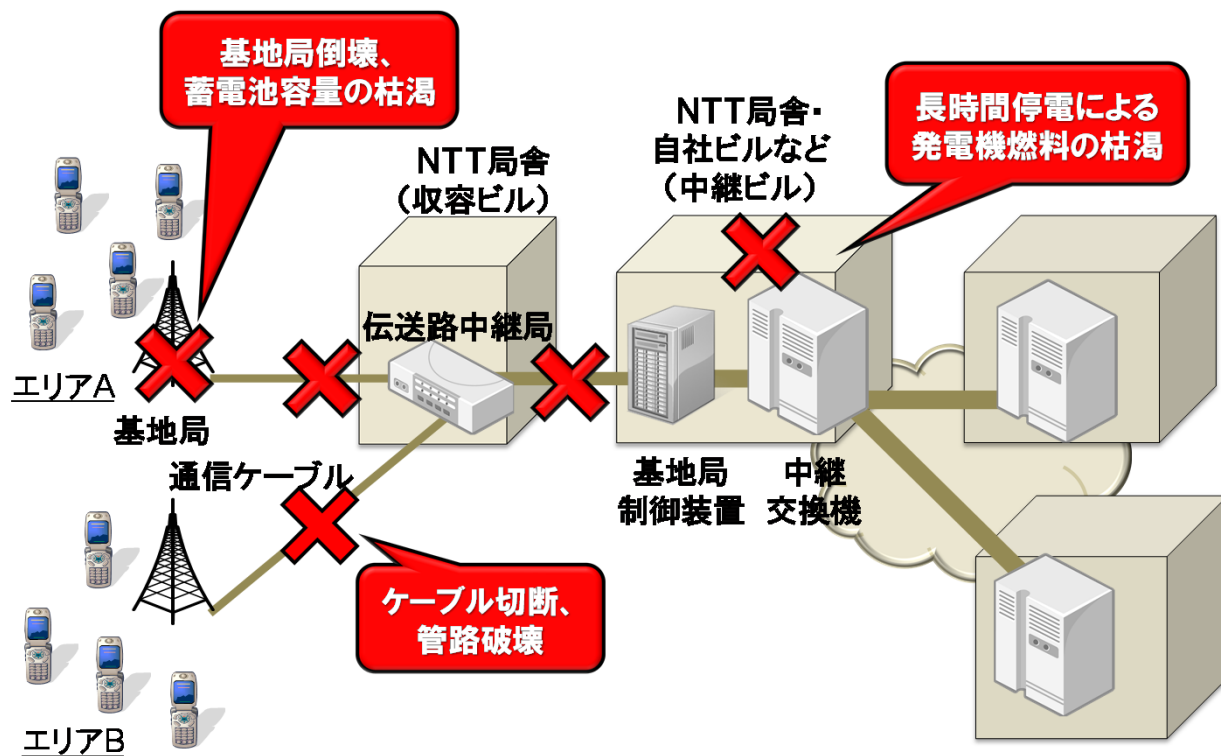 基地局倒壊、
蓄電池容量の枯渇
NTT局舎
（収容ビル）
NTT局舎・
自社ビルなど
（中継ビル）
長時間停電による
発電機燃料の枯渇
伝送路中継局
エリアA
基地局
通信ケーブル
基地局
制御装置
中継
交換機
ケーブル切断、
管路破壊
エリアB